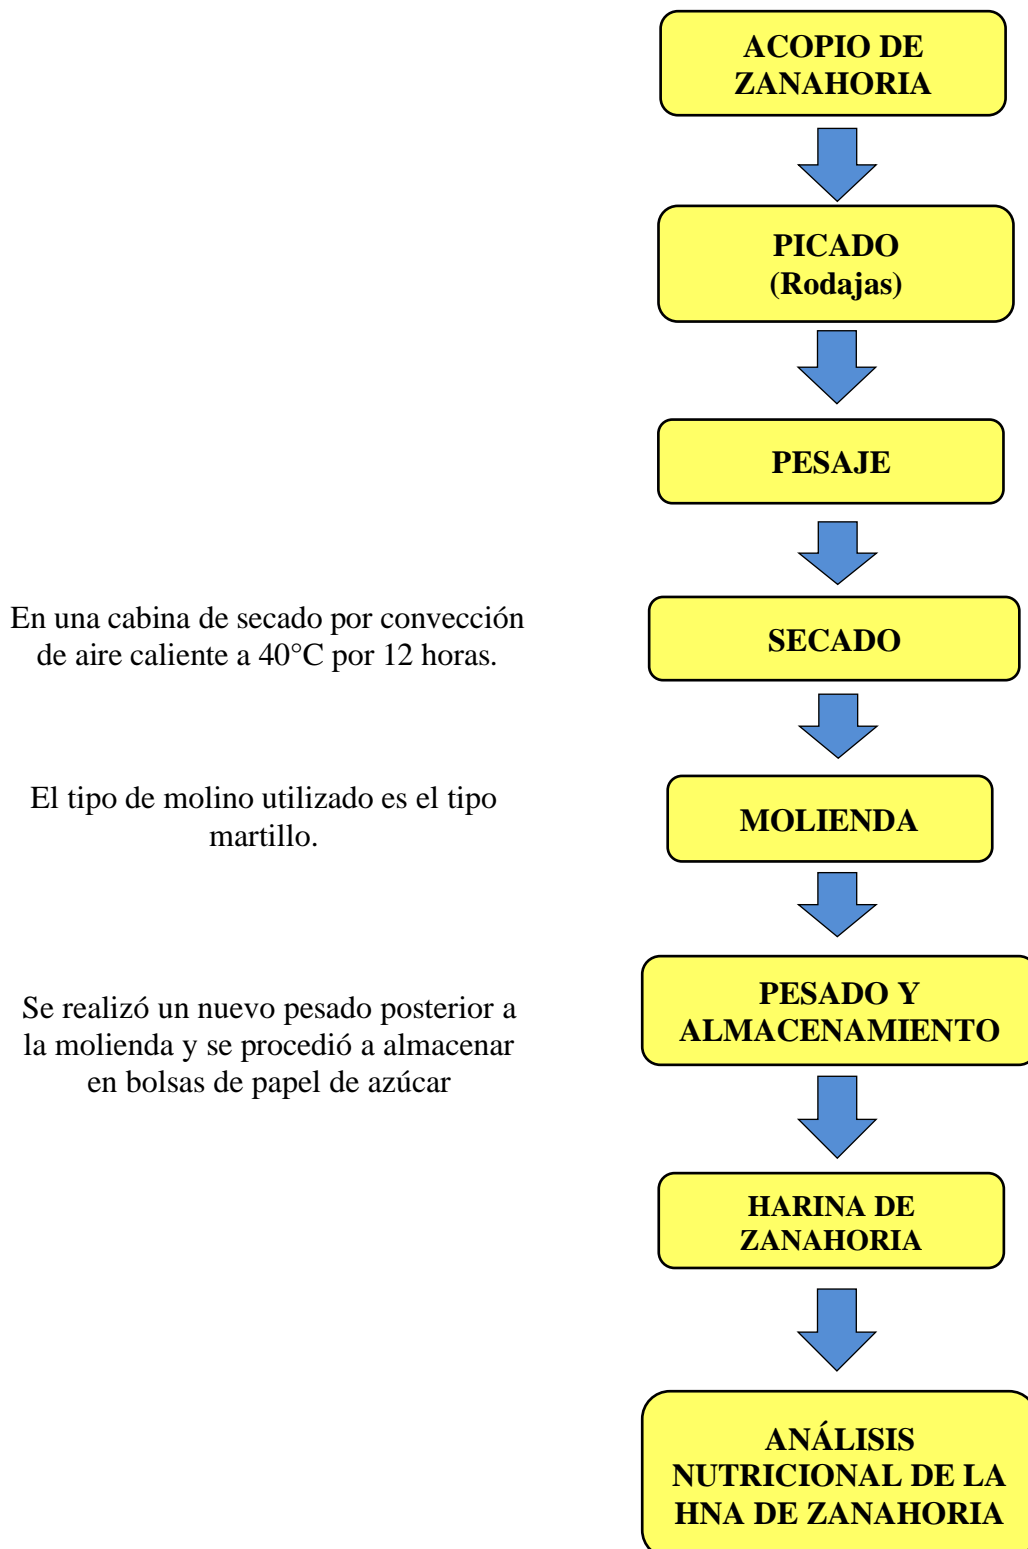 ACOPIO DE
ZANAHORIA
PICADO
(Rodajas)
PESAJE
En una cabina de secado por convección
de aire caliente a 40°C por 12 horas.
SECADO
El tipo de molino utilizado es el tipo
martillo.
MOLIENDA
Se realizó un nuevo pesado posterior a
la molienda y se procedió a almacenar
en bolsas de papel de azúcar
PESADO Y
ALMACENAMIENTO
HARINA DE
ZANAHORIA
ANÁLISIS
NUTRICIONAL DE LA
HNA DE ZANAHORIA